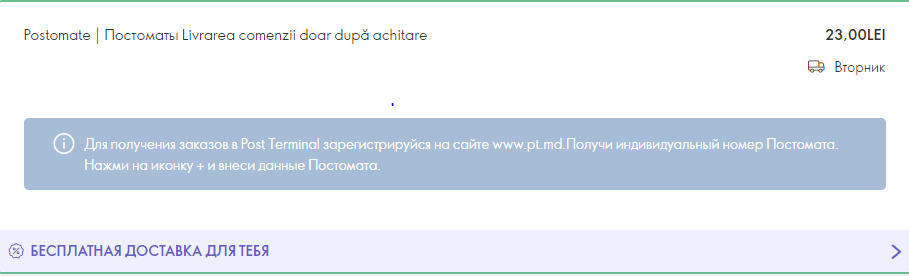 Postomate | Постоматы Livrarea comenzii doar după achitare 23,00LEI
Вторник
Для получения заказов в Post Terminal зарегистрируйся на сайте www.pt.md.Получи индивидуальный номер Постомата.
Нажми на иконку + и внеси данные Постомата.
БЕСПЛАТНАЯ ДОСТАВКА ДЛЯ ТЕБЯ